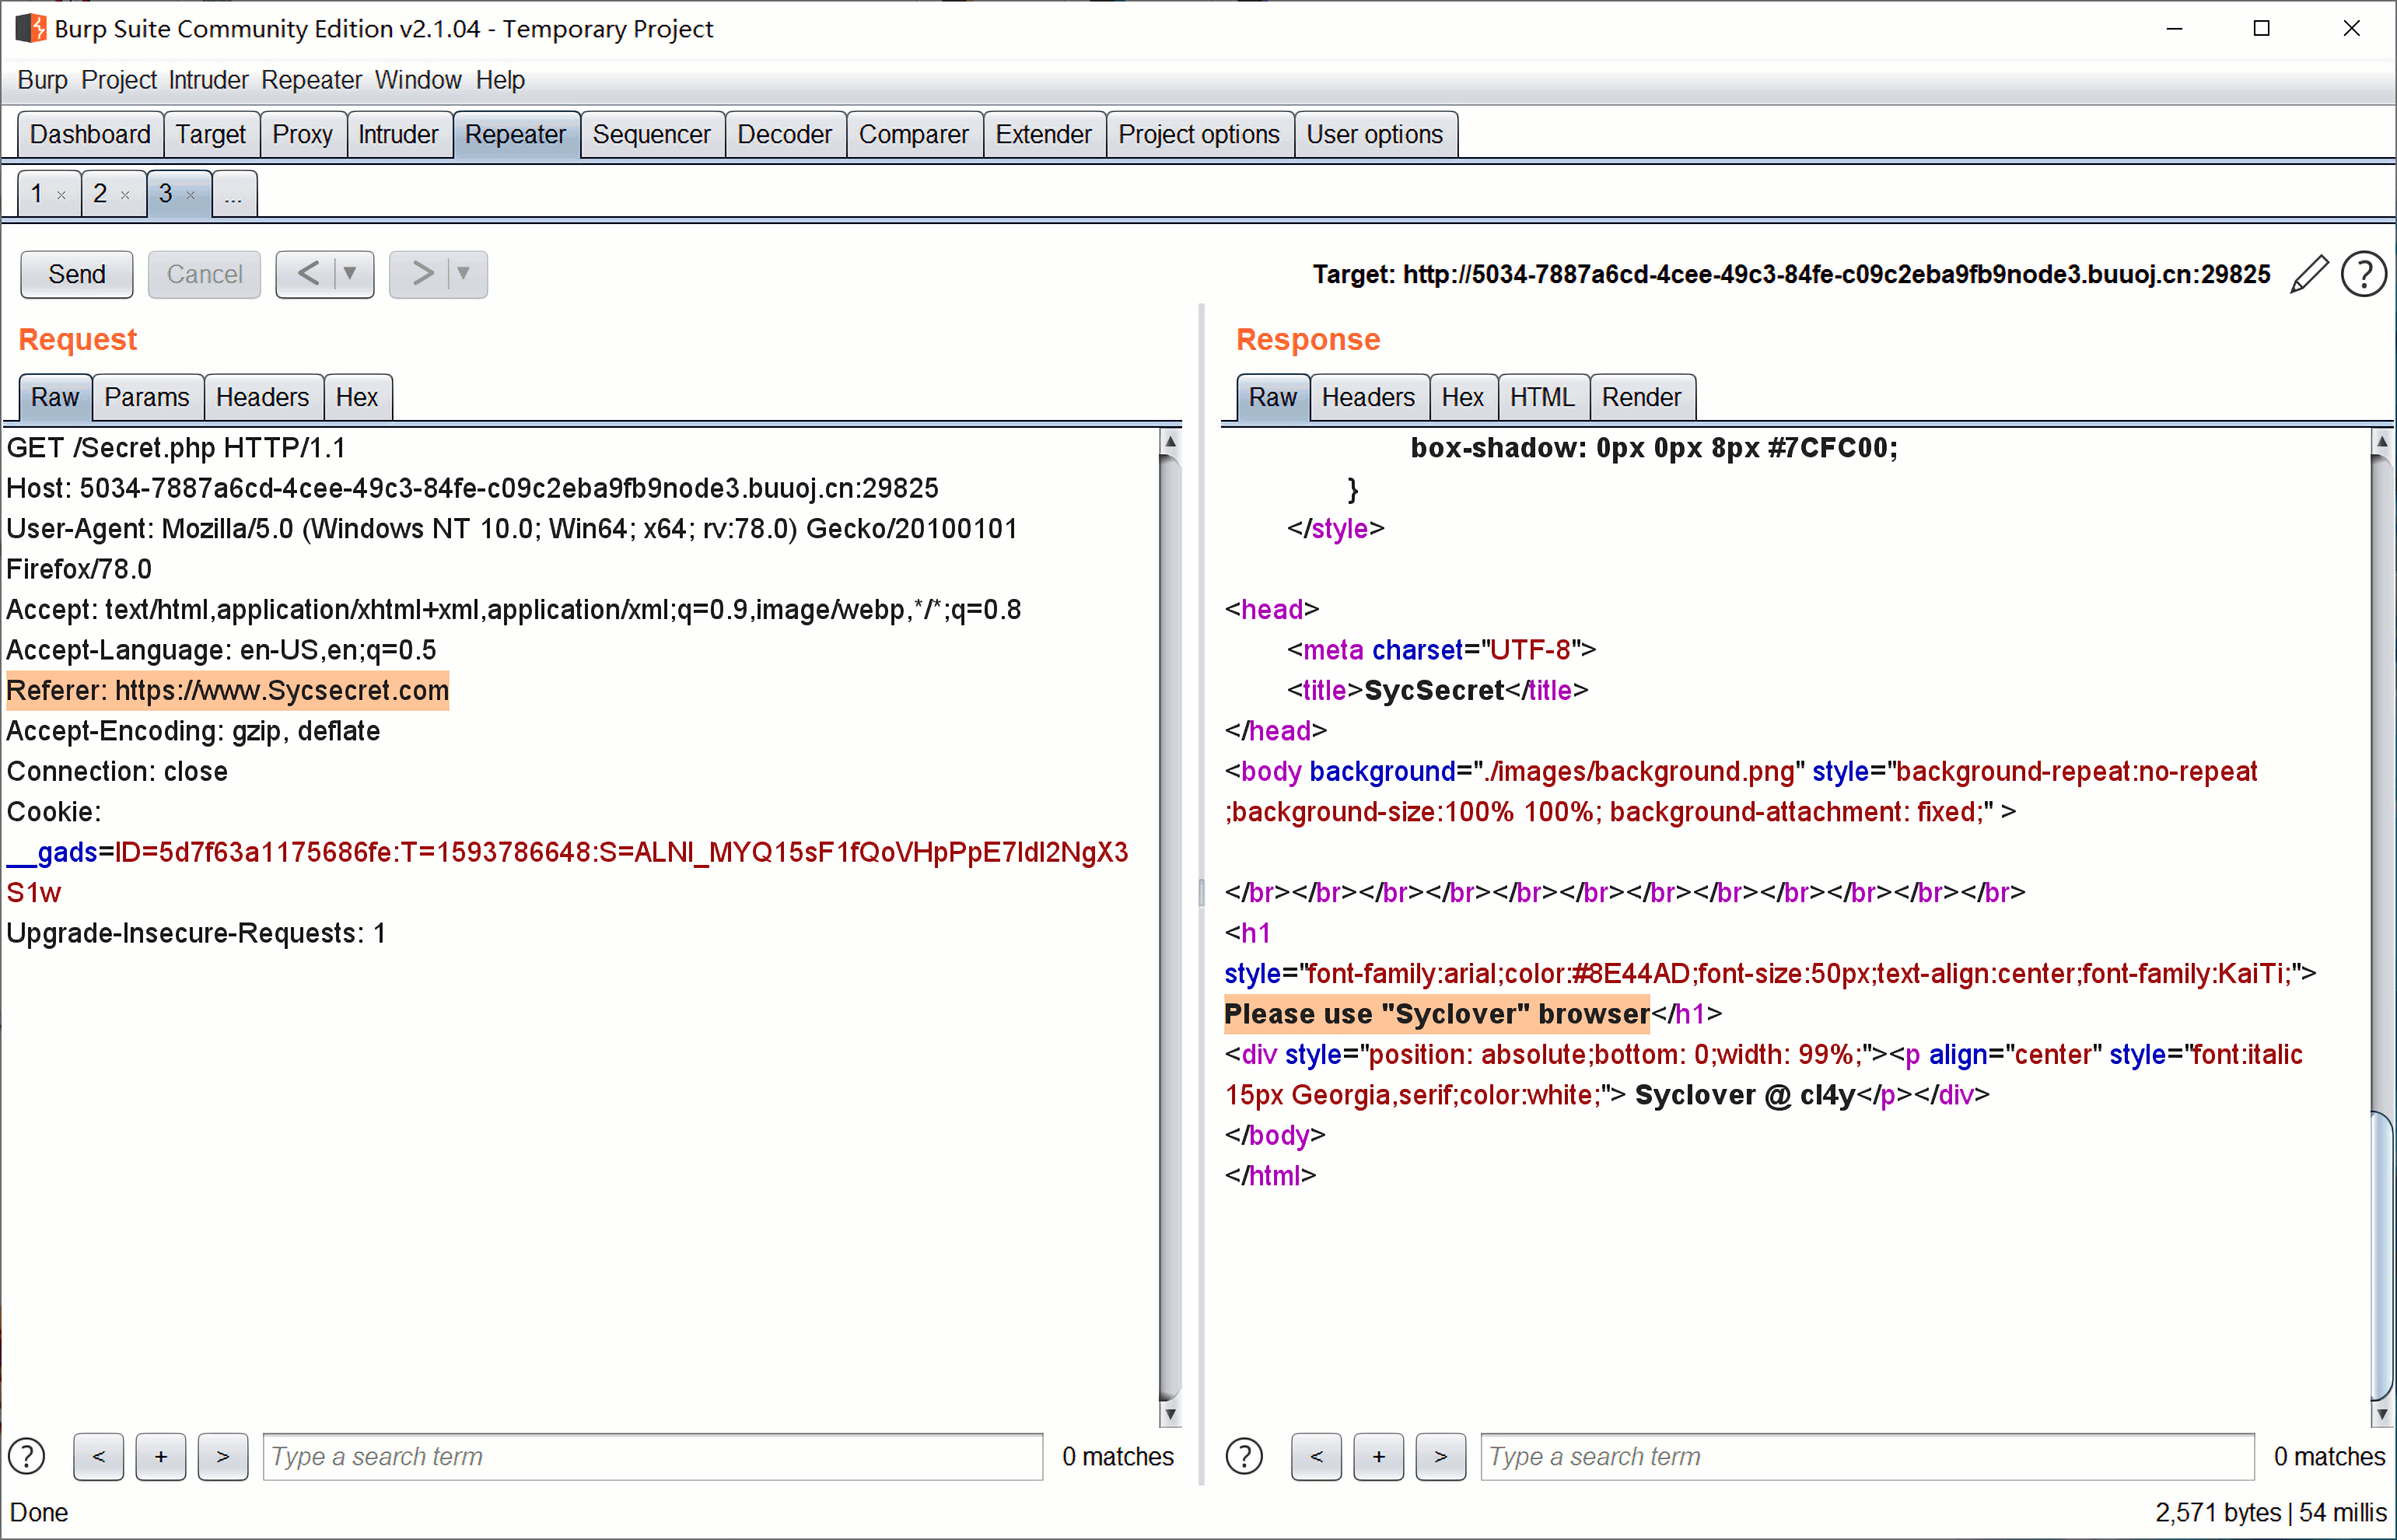 Burp Suite Community Edition v2.1.04 - Temporary Project
Burp Project Intruder Repeater Window Help
Dashboard Target Proxy Intruder Repeater Sequencer Decoder Comparer Extender Project options User options
1 × 2 × 3 × ...
Send Cancel < ▼ > ▼ Target: http://5034-7887a6cd-4cee-49c3-84fe-c09c2eba9fb9node3.buuoj.cn:29825 ?
Request
Raw Params Headers Hex
GET /Secret.php HTTP/1.1
Host: 5034-7887a6cd-4cee-49c3-84fe-c09c2eba9fb9node3.buuoj.cn:29825
User-Agent: Mozilla/5.0 (Windows NT 10.0; Win64; x64; rv:78.0) Gecko/20100101
Firefox/78.0
Accept: text/html,application/xhtml+xml,application/xml;q=0.9,image/webp,*/*;q=0.8
Accept-Language: en-US,en;q=0.5
Referer: https://www.Sycsecret.com
Accept-Encoding: gzip, deflate
Connection: close
Cookie:
__gads=ID=5d7f63a1175686fe:T=1593786648:S=ALNI_MYQ15sF1fQoVHpPpE7IdI2NgX3
S1w
Upgrade-Insecure-Requests: 1
? < + > Type a search term 0 matches
Response
Raw Headers Hex HTML Render
box-shadow: 0px 0px 8px #7CFC00;
}
</style>
<head>
<meta charset="UTF-8">
<title>SycSecret</title>
</head>
<body background="./images/background.png" style="background-repeat:no-repeat
;background-size:100% 100%; background-attachment: fixed;" >
</br></br></br></br></br></br></br></br></br></br></br></br>
<h1
style="font-family:arial;color:#8E44AD;font-size:50px;text-align:center;font-family:KaiTi;">
Please use "Syclover" browser</h1>
<div style="position: absolute;bottom: 0;width: 99%;"><p align="center" style="font:italic
15px Georgia,serif;color:white;"> Syclover @ cl4y</p></div>
</body>
</html>
? < + > Type a search term 0 matches
Done 2,571 bytes | 54 millis